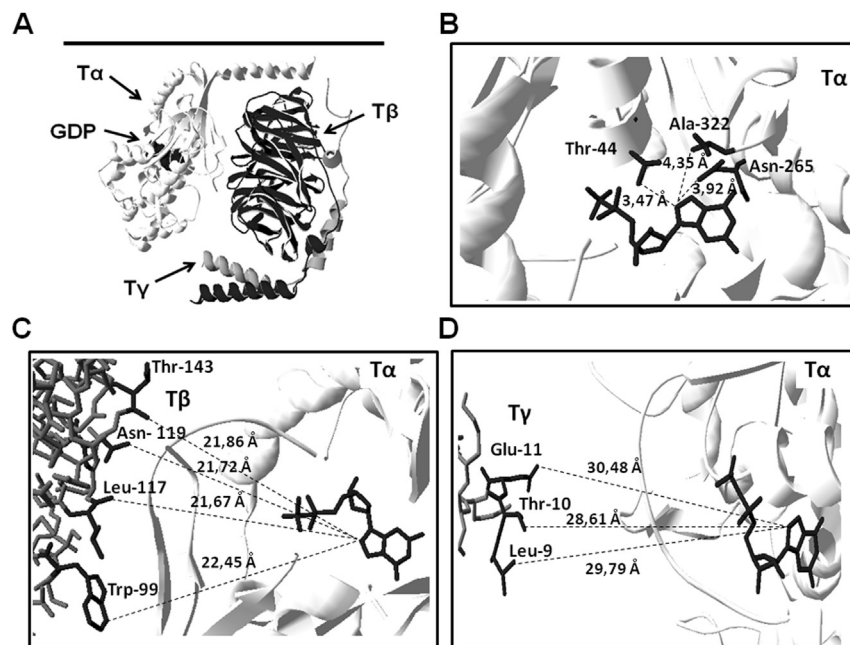 A
Tα
GDP
Tβ
Tγ
B
Tα
Ala-322
Thr-44
4,35 Å
Asn-265
3,47 Å
3,92 Å
C
Thr-143
Tβ
Tα
Asn- 119
21,86 Å
21,72 Å
Leu-117
21,67 Å
22,45 Å
Trp-99
D
Tα
Tγ
Glu-11
30,48 Å
Thr-10
28,61 Å
Leu-9
29,79 Å